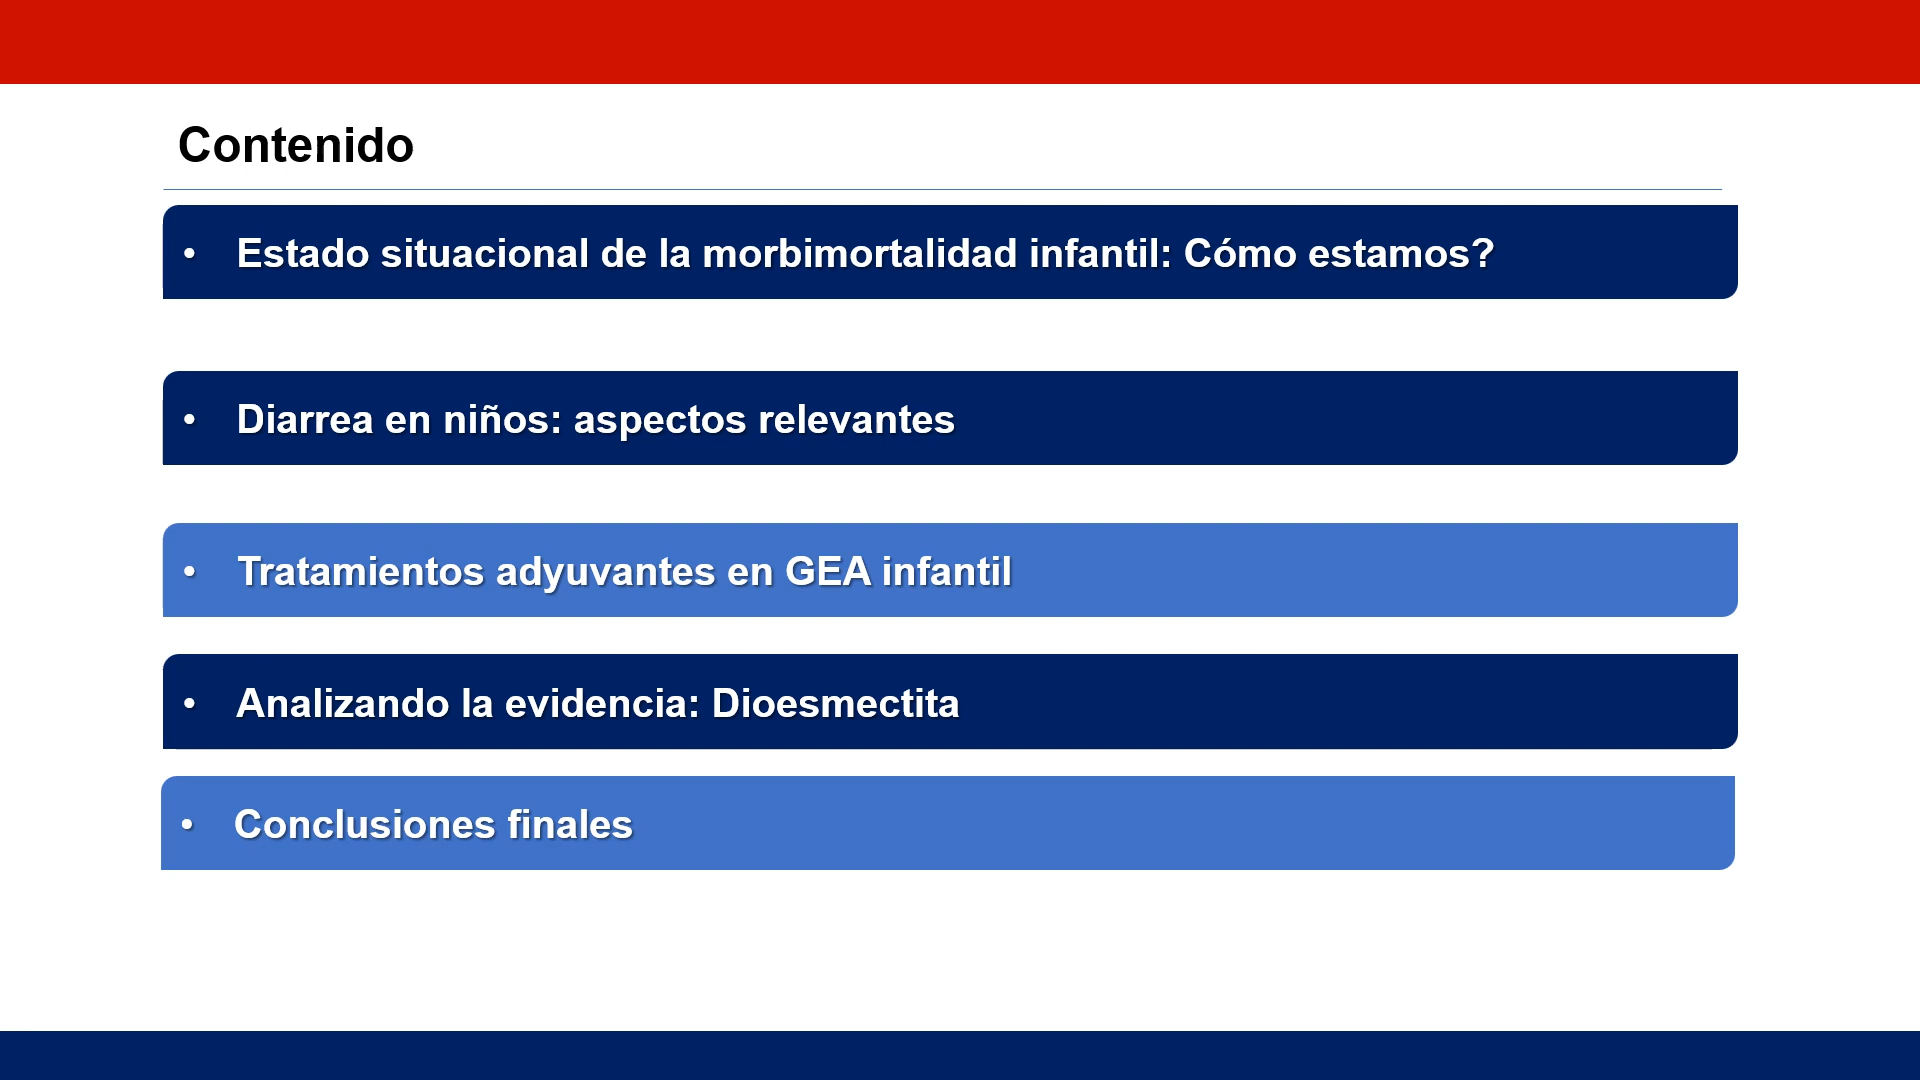 Contenido
• Estado situacional de la morbimortalidad infantil: Cómo estamos?
• Diarrea en niños: aspectos relevantes
• Tratamientos adyuvantes en GEA infantil
• Analizando la evidencia: Dioesmectita
• Conclusiones finales